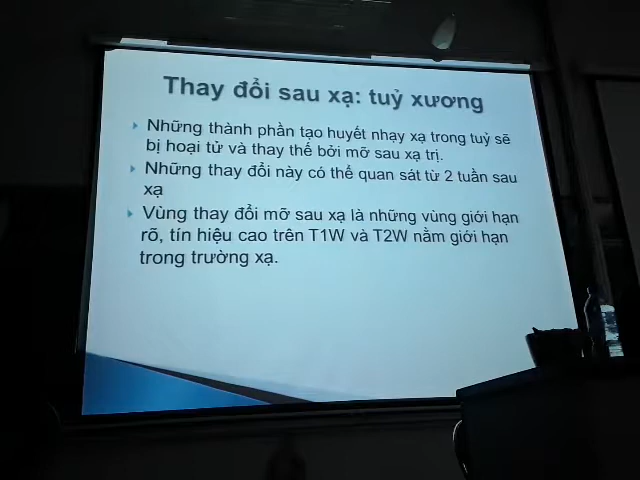 Thay đổi sau xạ: tuỷ xương
Những thành phần tạo huyết nhạy xạ trong tuỷ sẽ
bị hoại tử và thay thế bởi mỡ sau xạ trị.
Những thay đổi này có thể quan sát từ 2 tuần sau
xạ
Vùng thay đổi mỡ sau xạ là những vùng giới hạn
rõ, tín hiệu cao trên T1W và T2W nằm giới hạn
trong trường xạ.